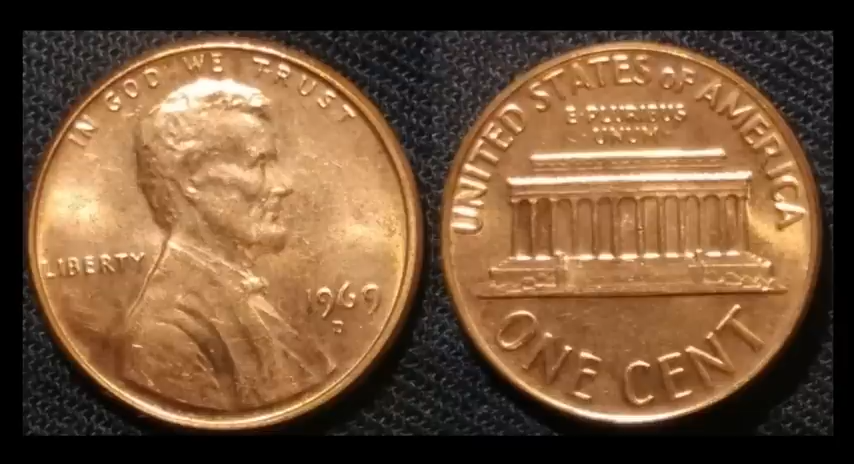 IN GOD WE TRUST
LIBERTY
1969
D
UNITED STATES OF AMERICA
E·PLURIBUS
UNUM
ONE CENT